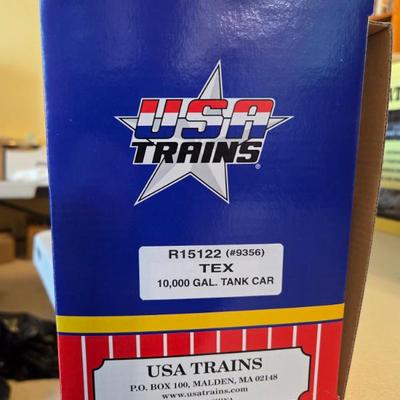 USA
TRAINS®
R15122 (#9356)
TEX
10,000 GAL. TANK CAR
USA TRAINS
P.O. BOX 100, MALDEN, MA 02148
www.usatrains.com